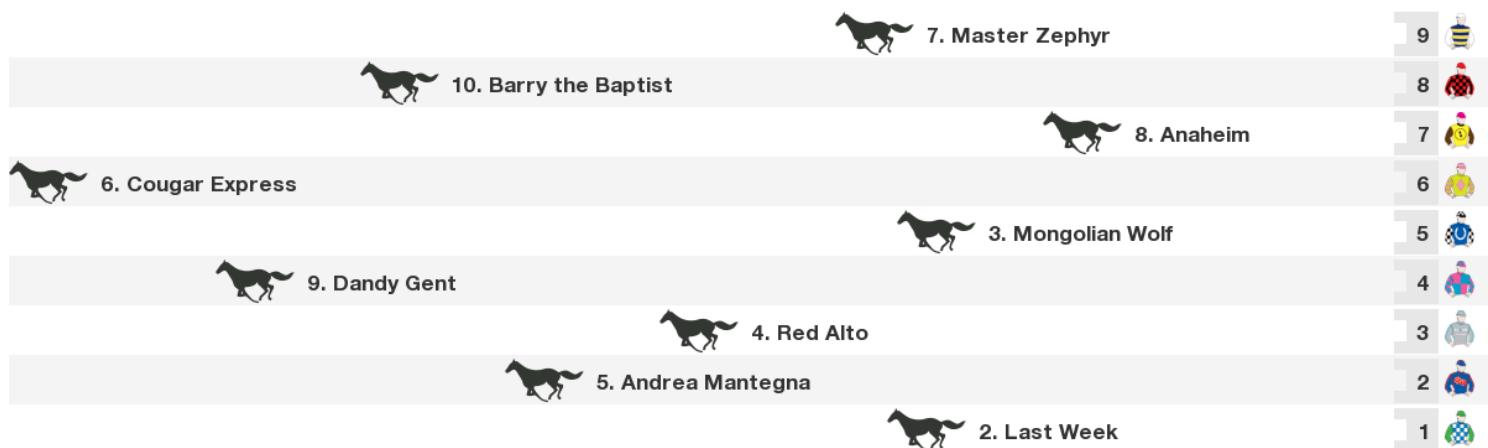 7. Master Zephyr 9
10. Barry the Baptist 8
8. Anaheim 7
6. Cougar Express 6
3. Mongolian Wolf 5
9. Dandy Gent 4
4. Red Alto 3
5. Andrea Mantegna 2
2. Last Week 1